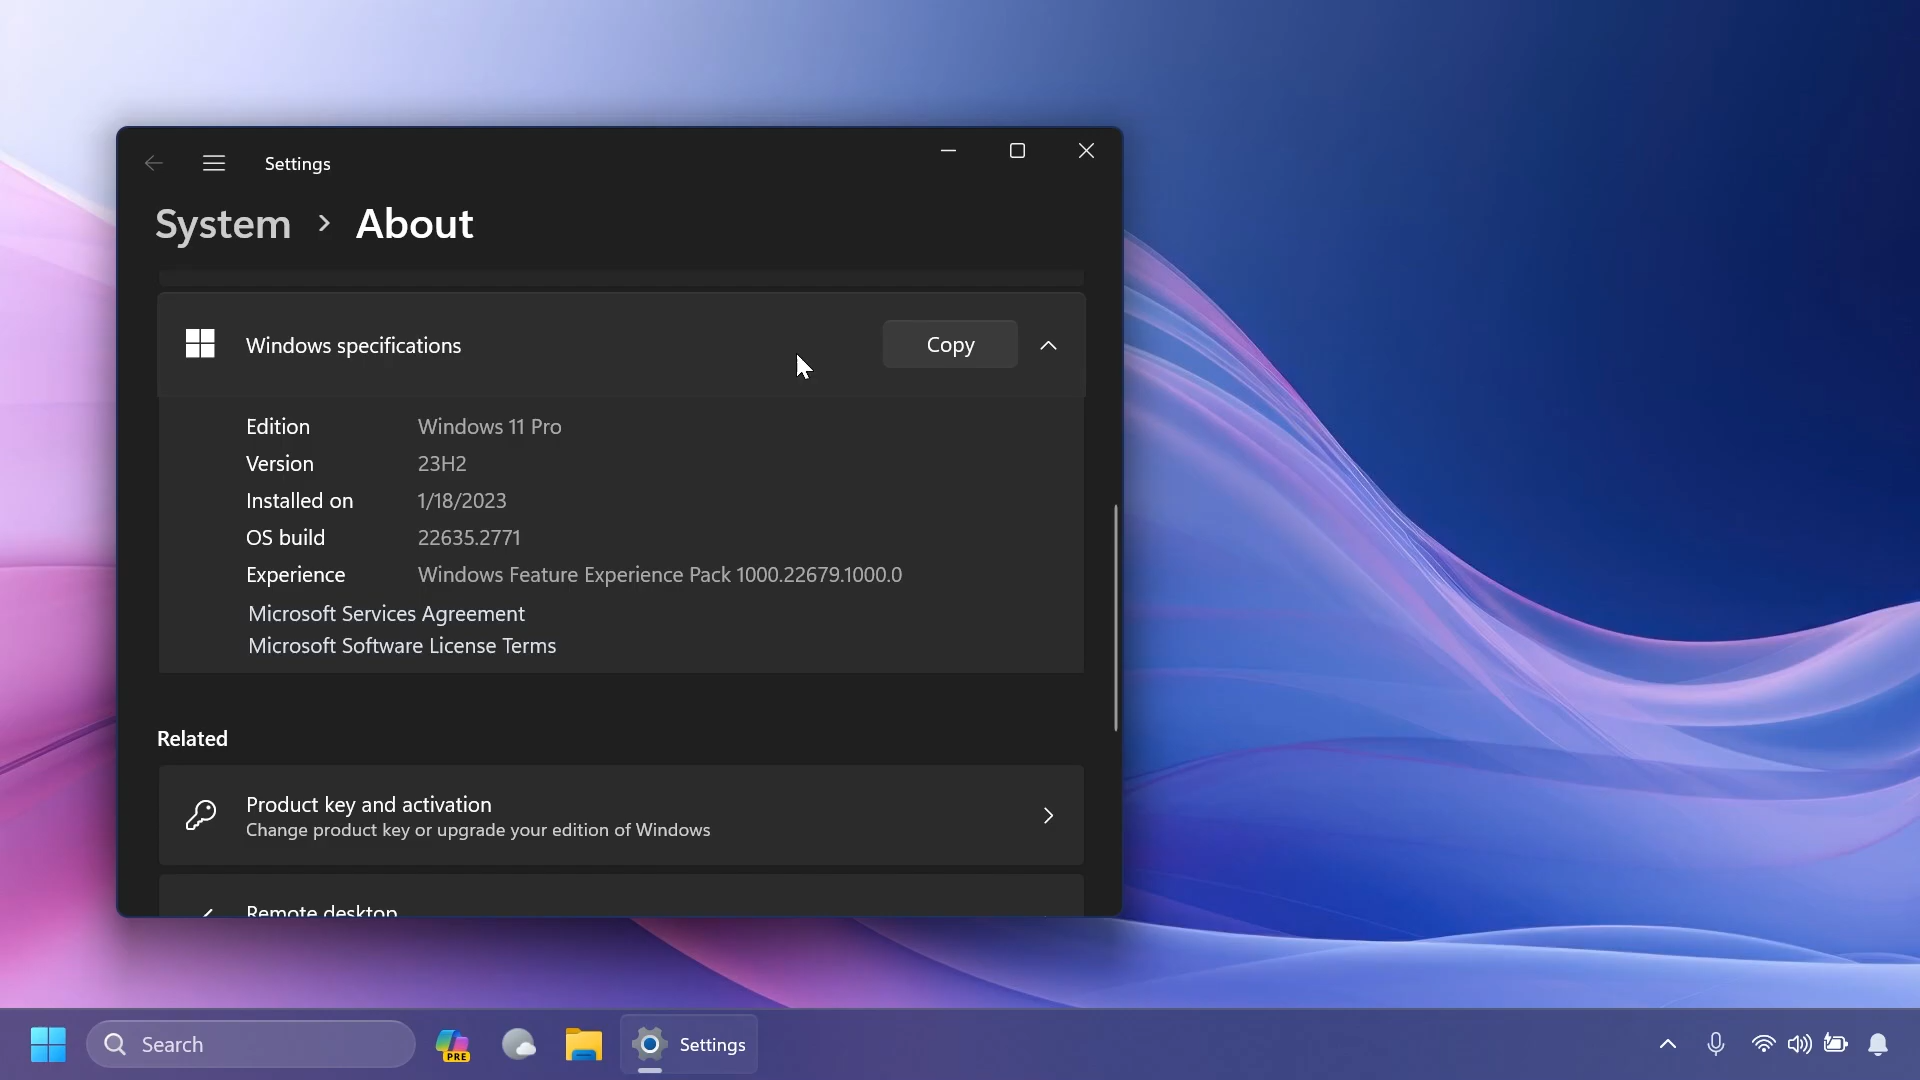 Settings
System > About
Windows specifications
Copy
Edition Windows 11 Pro
Version 23H2
Installed on 1/18/2023
OS build 22635.2771
Experience Windows Feature Experience Pack 1000.22679.1000.0
Microsoft Services Agreement
Microsoft Software License Terms
Related
Product key and activation
Change product key or upgrade your edition of Windows
Remote desktop
Search
PRE
Settings